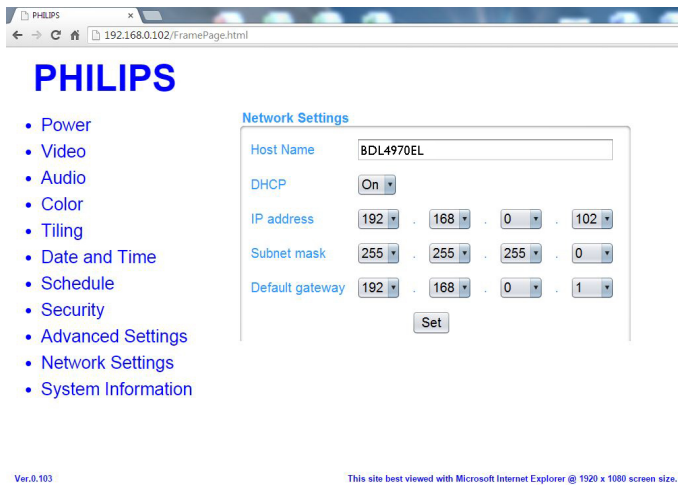 PHILIPS
192.168.0.102/FramePage.html
PHILIPS
Power
Video
Audio
Color
Tiling
Date and Time
Schedule
Security
Advanced Settings
Network Settings
System Information
Network Settings
Host Name BDL4970EL
DHCP On
IP address 192 . 168 . 0 . 102
Subnet mask 255 . 255 . 255 . 0
Default gateway 192 . 168 . 0 . 1
Set
Ver.0.103
This site best viewed with Microsoft Internet Explorer @ 1920 x 1080 screen size.